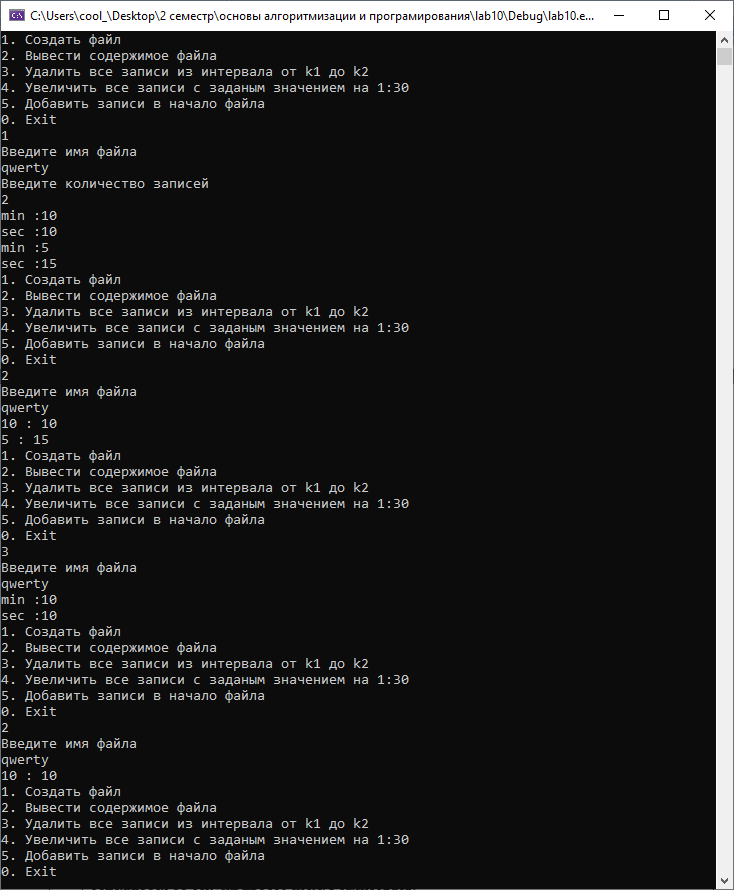 C:\Users\cool_\Desktop\2 семестр\основы алгоритмизации и програмирования\lab10\Debug\lab10.e...
1. Создать файл
2. Вывести содержимое файла
3. Удалить все записи из интервала от k1 до k2
4. Увеличить все записи с заданым значением на 1:30
5. Добавить записи в начало файла
0. Exit
1
Введите имя файла
qwerty
Введите количество записей
2
min :10
sec :10
min :5
sec :15
1. Создать файл
2. Вывести содержимое файла
3. Удалить все записи из интервала от k1 до k2
4. Увеличить все записи с заданым значением на 1:30
5. Добавить записи в начало файла
0. Exit
2
Введите имя файла
qwerty
10 : 10
5 : 15
1. Создать файл
2. Вывести содержимое файла
3. Удалить все записи из интервала от k1 до k2
4. Увеличить все записи с заданым значением на 1:30
5. Добавить записи в начало файла
0. Exit
3
Введите имя файла
qwerty
min :10
sec :10
1. Создать файл
2. Вывести содержимое файла
3. Удалить все записи из интервала от k1 до k2
4. Увеличить все записи с заданым значением на 1:30
5. Добавить записи в начало файла
0. Exit
2
Введите имя файла
qwerty
10 : 10
1. Создать файл
2. Вывести содержимое файла
3. Удалить все записи из интервала от k1 до k2
4. Увеличить все записи с заданым значением на 1:30
5. Добавить записи в начало файла
0. Exit